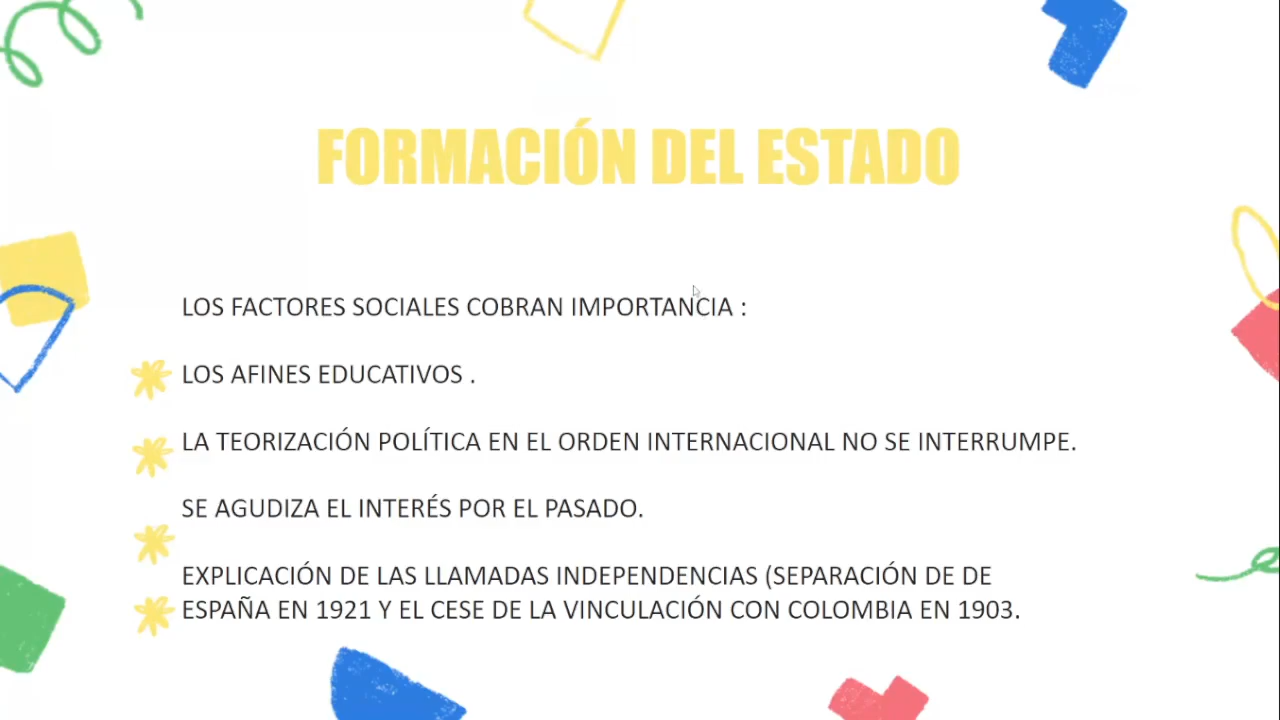 FORMACIÓN DEL ESTADO
LOS FACTORES SOCIALES COBRAN IMPORTANCIA :
LOS AFINES EDUCATIVOS .
LA TEORIZACIÓN POLÍTICA EN EL ORDEN INTERNACIONAL NO SE INTERRUMPE.
SE AGUDIZA EL INTERÉS POR EL PASADO.
EXPLICACIÓN DE LAS LLAMADAS INDEPENDENCIAS (SEPARACIÓN DE DE
ESPAÑA EN 1921 Y EL CESE DE LA VINCULACIÓN CON COLOMBIA EN 1903.